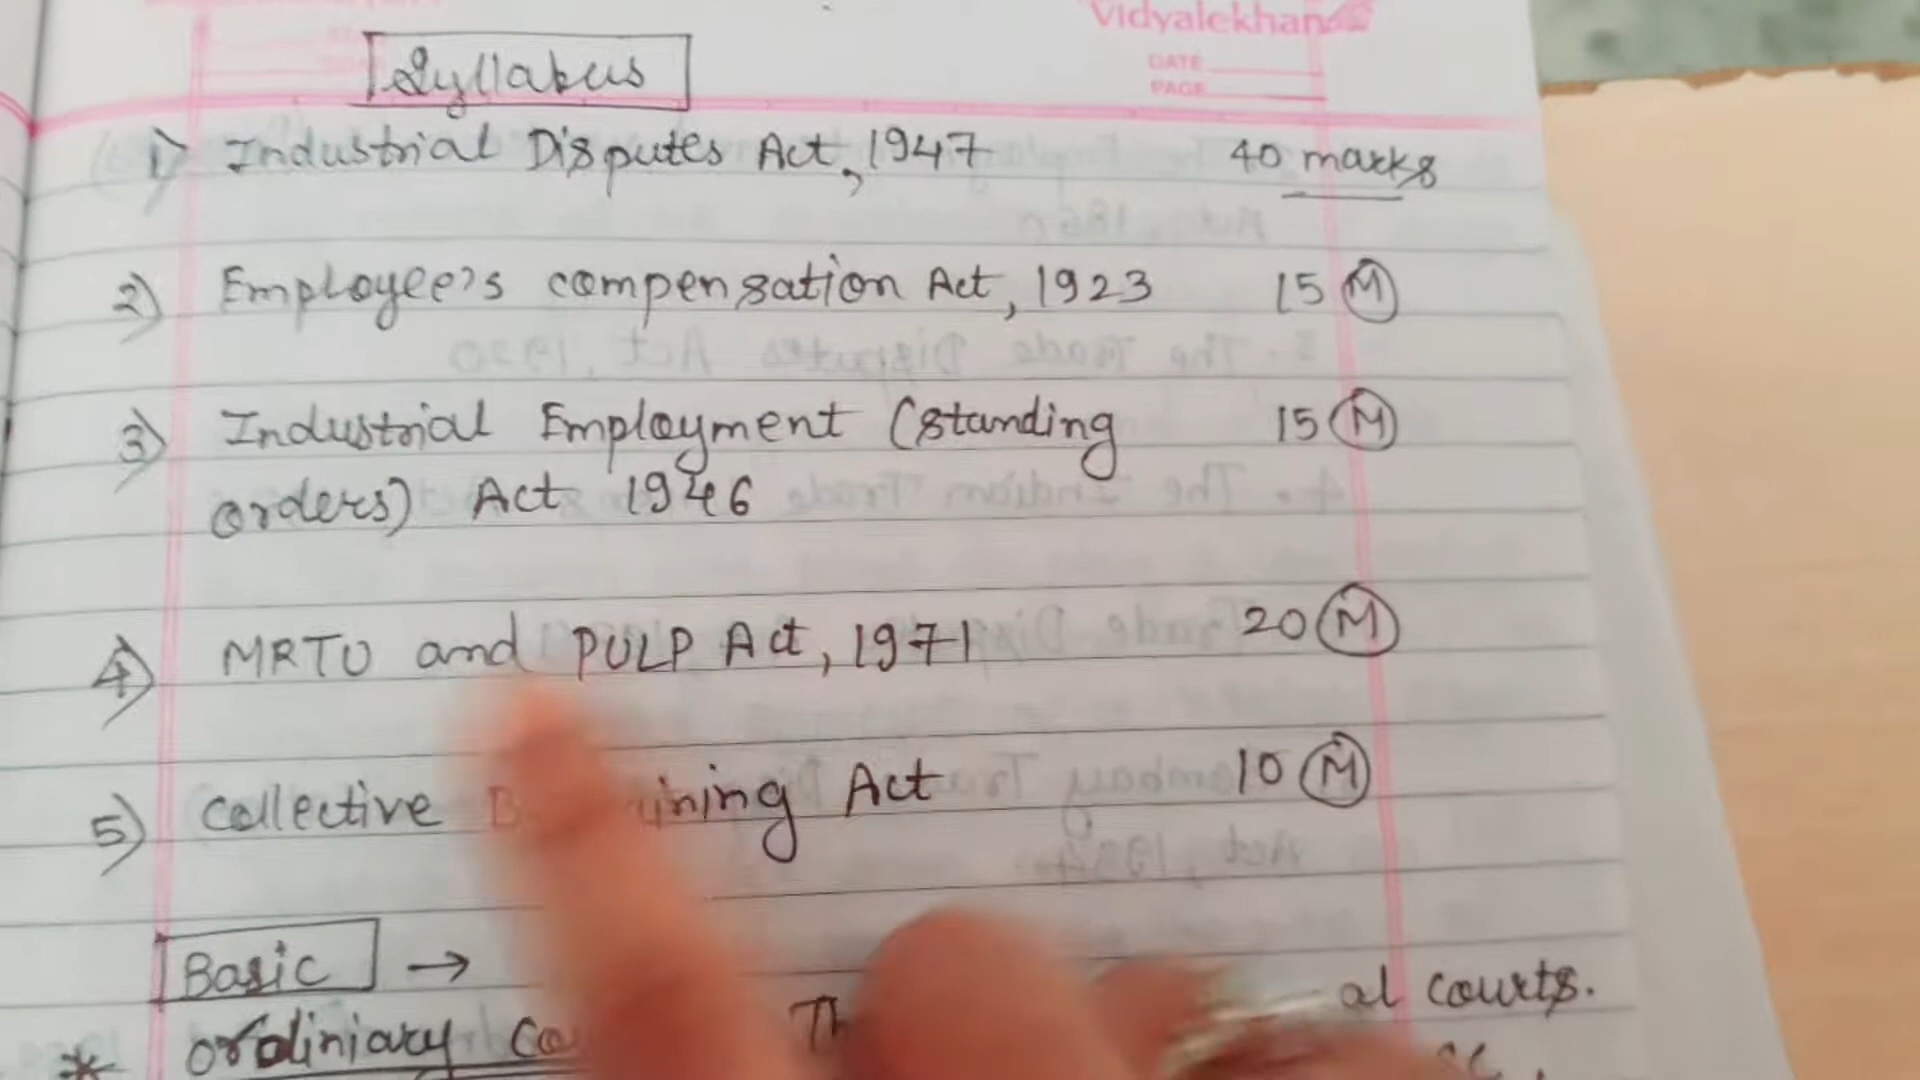 Vidyalekhan
DATE
PAGE
Syllabus
1) Industrial Disputes Act, 1947 40 marks
2) Employee's compensation Act, 1923 15 M
3) Industrial Employment (standing 15 M
orders) Act 1946
4) MRTU and PULP Act, 1971 20 M
5) Collective Act 10 M
Basic →
al courts.
* ordiniary